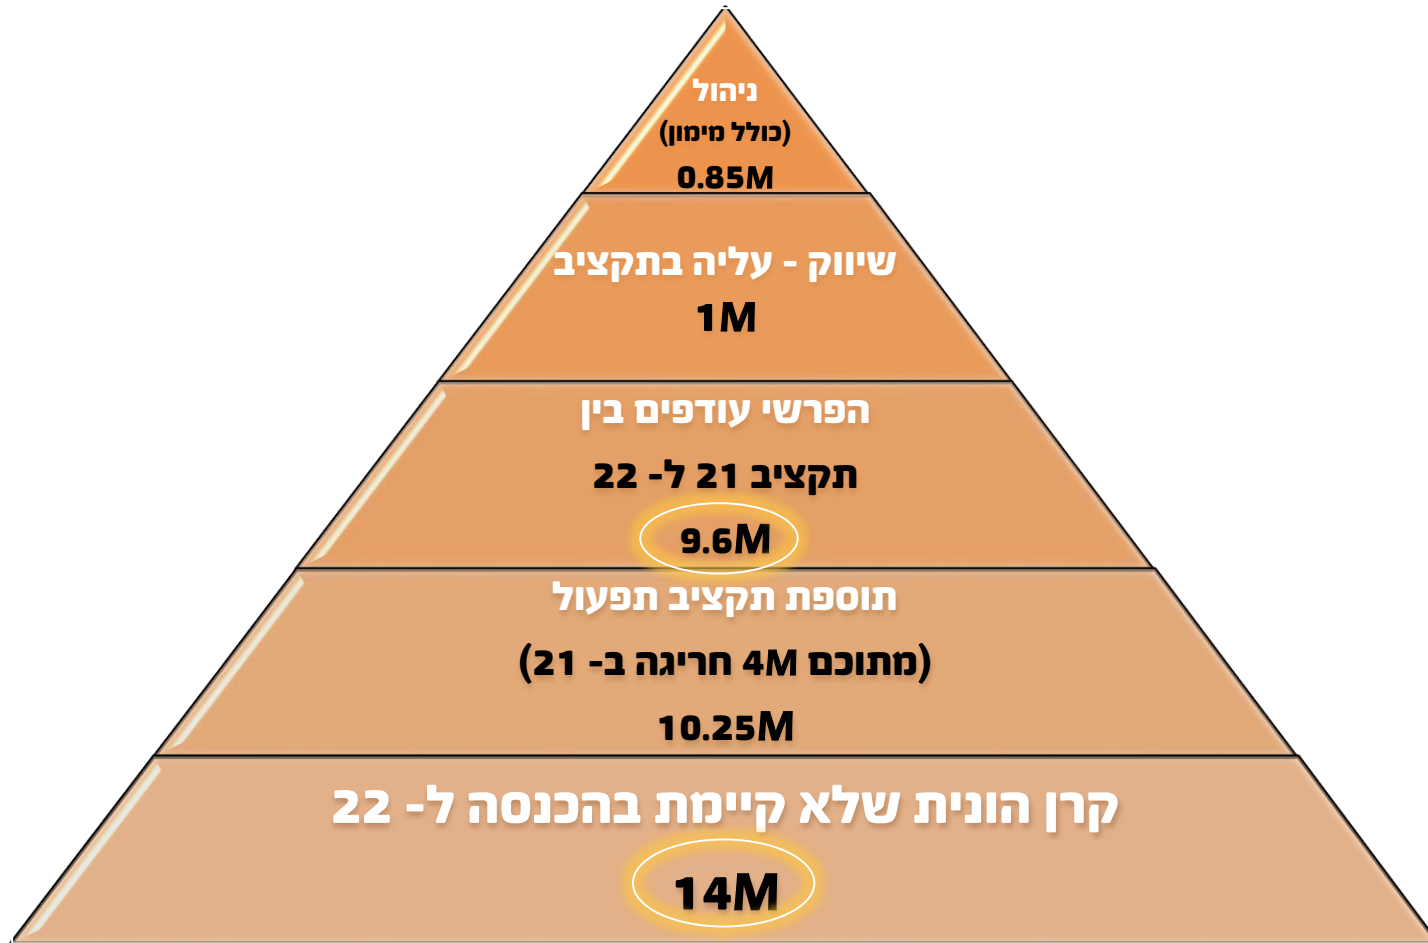 ניהול
(כולל מימון)
0.85M
שיווק - עליה בתקציב
1M
הפרשי עודפים בין
תקציב 21 ל- 22
9.6M
תוספת תקציב תפעול
(מתוכם 4M חריגה ב- 21)
10.25M
קרן הונית שלא קיימת בהכנסה ל- 22
14M